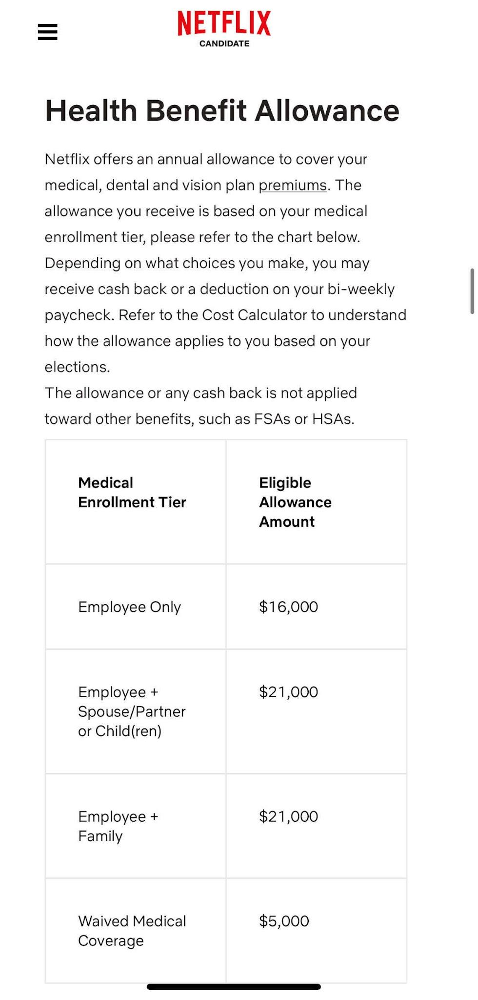 NETFLIX
CANDIDATE
Health Benefit Allowance
Netflix offers an annual allowance to cover your
medical, dental and vision plan premiums. The
allowance you receive is based on your medical
enrollment tier, please refer to the chart below.
Depending on what choices you make, you may
receive cash back or a deduction on your bi-weekly
paycheck. Refer to the Cost Calculator to understand
how the allowance applies to you based on your
elections.
The allowance or any cash back is not applied
toward other benefits, such as FSAs or HSAs.
Medical
Enrollment Tier
Eligible
Allowance
Amount
Employee Only
$16,000
Employee +
Spouse/Partner
or Child(ren)
$21,000
Employee +
Family
$21,000
Waived Medical
Coverage
$5,000